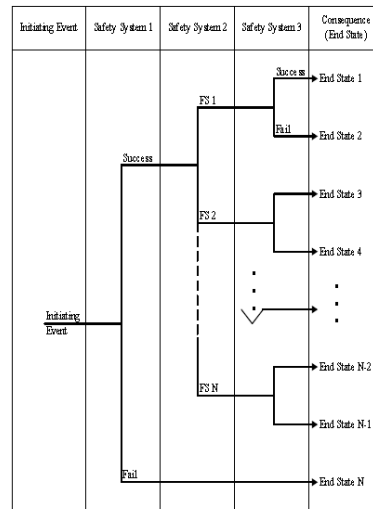 Initiating Event Safety System 1 Safety System 2 Safety System 3 Consequence
(End State)
Success
End State 1
FS 1
Fail
End State 2
Success
End State 3
FS 2
End State 4
Initiating
Event
End State N-2
FS N
End State N-1
Fail
End State N